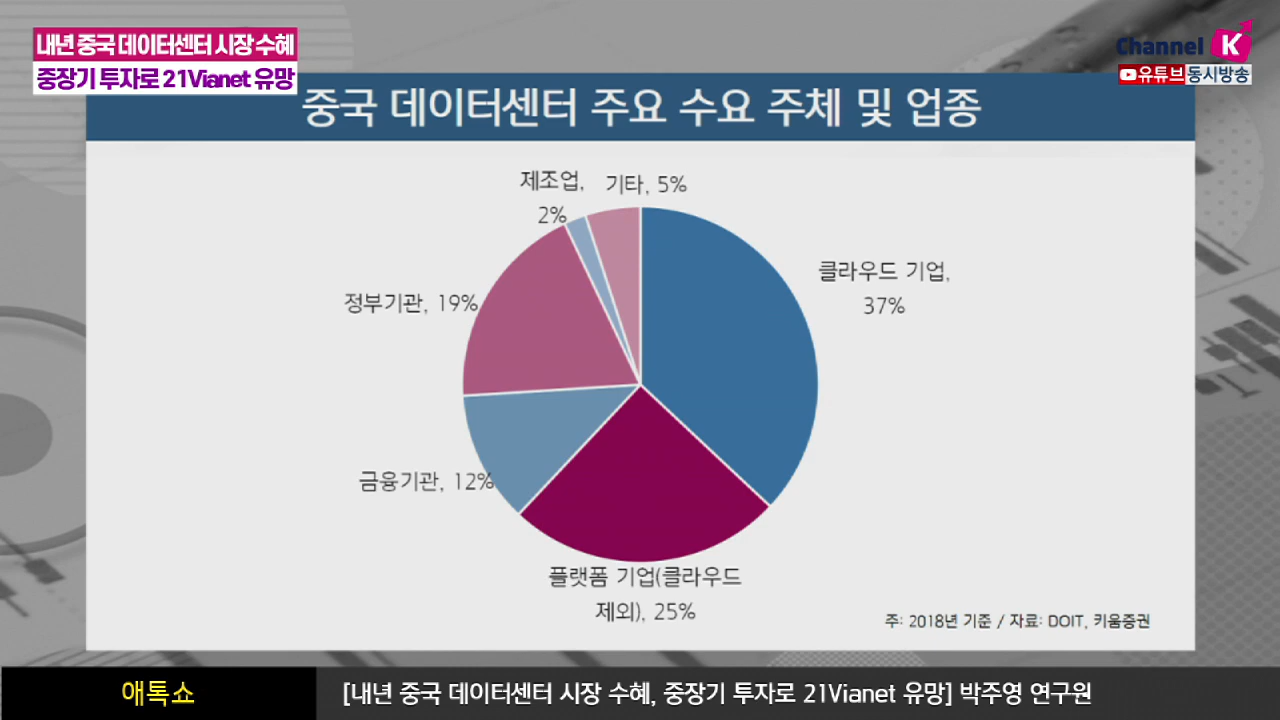 내년 중국 데이터센터 시장 수혜
중장기 투자로 21Vianet 유망
Channel K
유튜브동시방송
중국 데이터센터 주요 수요 주체 및 업종
제조업,
2%
기타, 5%
클라우드 기업,
37%
정부기관, 19%
금융기관, 12%
플랫폼 기업(클라우드
제외), 25%
주: 2018년 기준 / 자료: DOIT, 키움증권
애톡쇼
[내년 중국 데이터센터 시장 수혜, 중장기 투자로 21Vianet 유망] 박주영 연구원